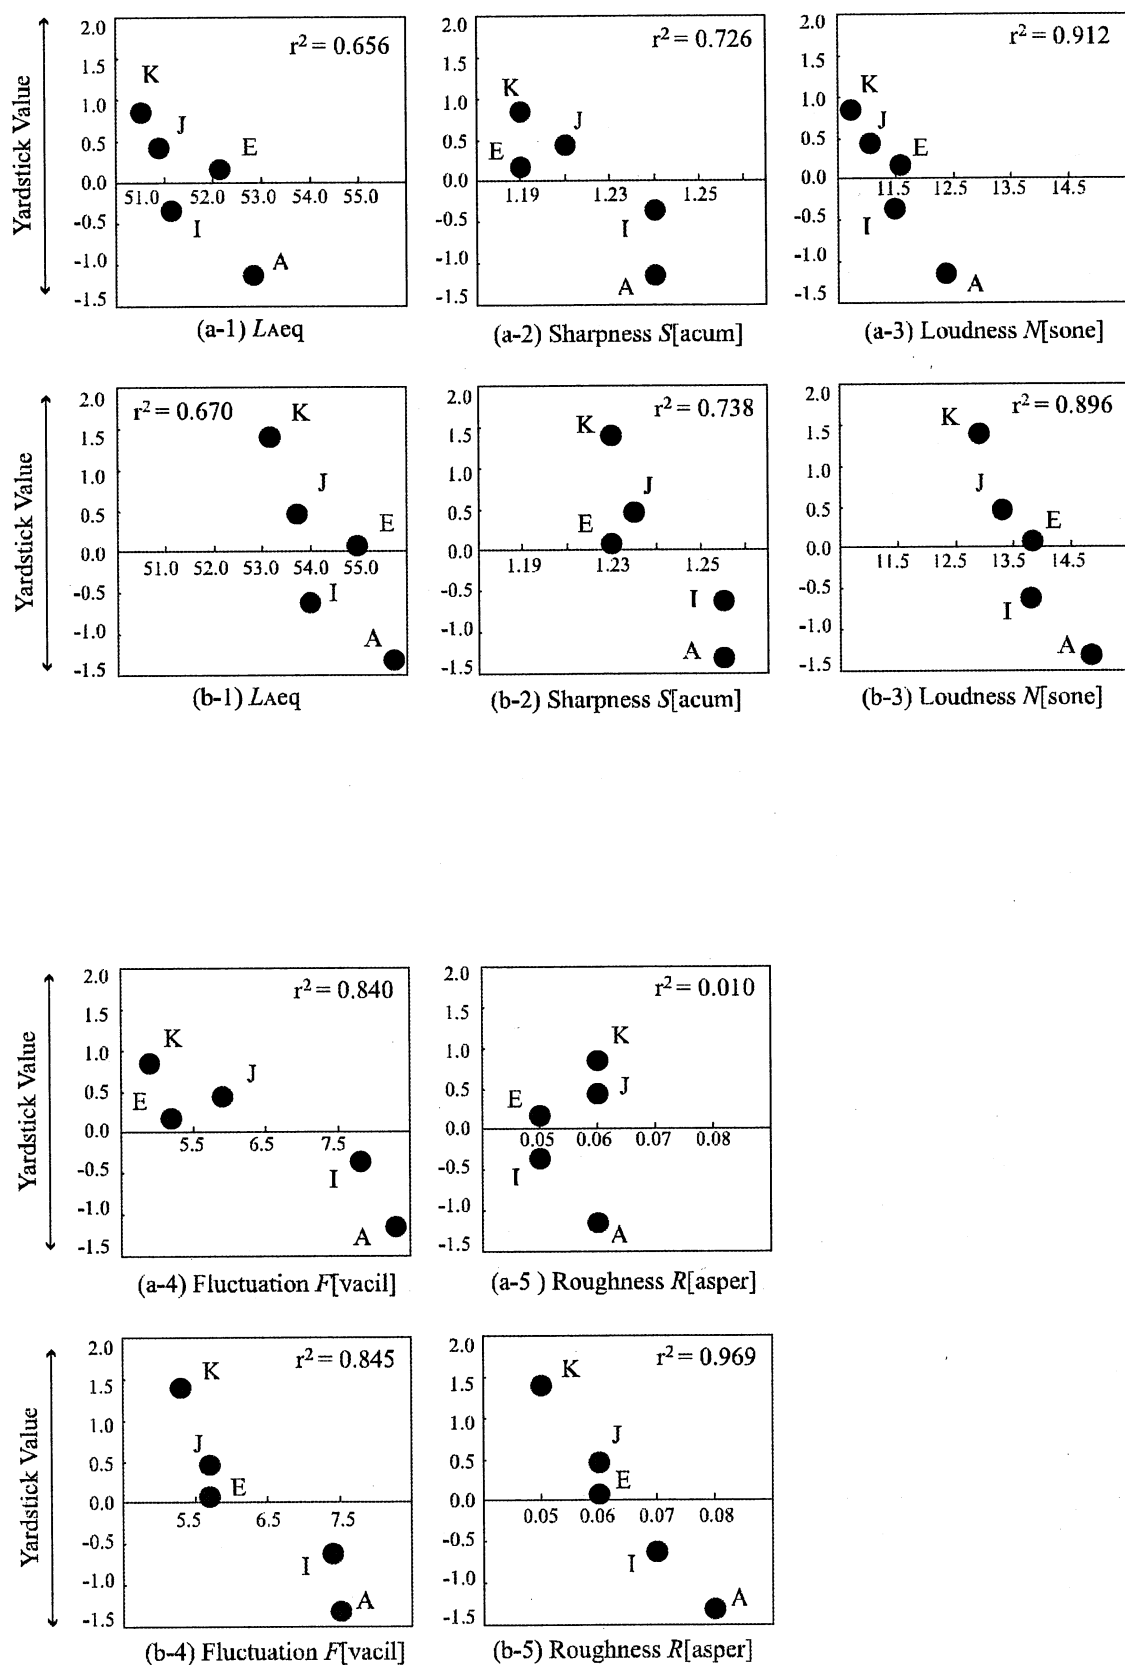 Yardstick Value
2.0
1.5
1.0
0.5
0.0
-0.5
-1.0
-1.5
r² = 0.656
K
J
E
I
A
51.0 52.0 53.0 54.0 55.0
(a-1) LAeq
2.0
1.5
1.0
0.5
0.0
-0.5
-1.0
-1.5
r² = 0.726
K
J
E
I
A
1.19 1.23 1.25
(a-2) Sharpness S[acum]
2.0
1.5
1.0
0.5
0.0
-0.5
-1.0
-1.5
r² = 0.912
K
J
E
I
A
11.5 12.5 13.5 14.5
(a-3) Loudness N[sone]
Yardstick Value
2.0
1.5
1.0
0.5
0.0
-0.5
-1.0
-1.5
r² = 0.670
K
J
E
I
A
51.0 52.0 53.0 54.0 55.0
(b-1) LAeq
2.0
1.5
1.0
0.5
0.0
-0.5
-1.0
-1.5
r² = 0.738
K
J
E
I
A
1.19 1.23 1.25
(b-2) Sharpness S[acum]
2.0
1.5
1.0
0.5
0.0
-0.5
-1.0
-1.5
r² = 0.896
K
J
E
I
A
11.5 12.5 13.5 14.5
(b-3) Loudness N[sone]
Yardstick Value
2.0
1.5
1.0
0.5
0.0
-0.5
-1.0
-1.5
r² = 0.840
K
J
E
I
A
5.5 6.5 7.5
(a-4) Fluctuation F[vacil]
2.0
1.5
1.0
0.5
0.0
-0.5
-1.0
-1.5
r² = 0.010
K
J
E
I
A
0.05 0.06 0.07 0.08
(a-5 ) Roughness R[asper]
Yardstick Value
2.0
1.5
1.0
0.5
0.0
-0.5
-1.0
-1.5
r² = 0.845
K
J
E
I
A
5.5 6.5 7.5
(b-4) Fluctuation F[vacil]
2.0
1.5
1.0
0.5
0.0
-0.5
-1.0
-1.5
r² = 0.969
K
J
E
I
A
0.05 0.06 0.07 0.08
(b-5) Roughness R[asper]